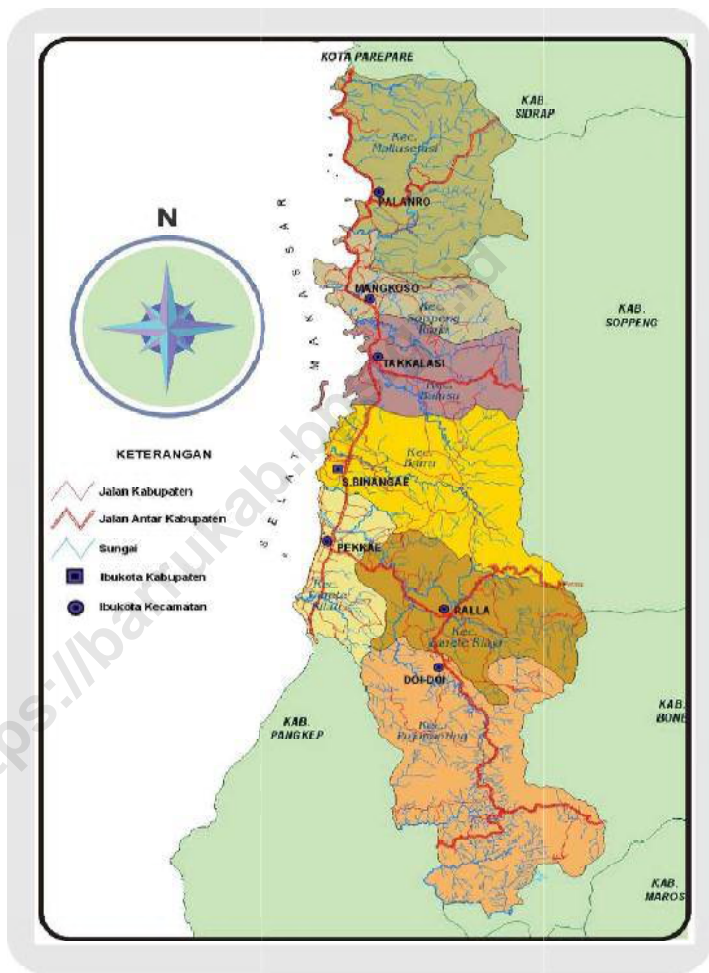 KOTA PAREPARE
KAB.
SIDRAP
Kec.
Mallusetasi
PALANRO
N
MANGKOSO
Kec.
Soppeng
Riaja
KAB.
SOPPENG
TAKKALASI
Kec.
Balusu
SELAT MAKASSAR
KETERANGAN
Jalan Kabupaten
Jalan Antar Kabupaten
Sungai
Ibukota Kabupaten
Ibukota Kecamatan
Kec.
Barru
S.BINANGAE
PEKKAE
Kec.
RALLA
Kec.
Tanete Riaja
DOI-DOI
Kec.
Pujananting
KAB.
PANGKEP
KAB.
BONE
KAB.
MAROS